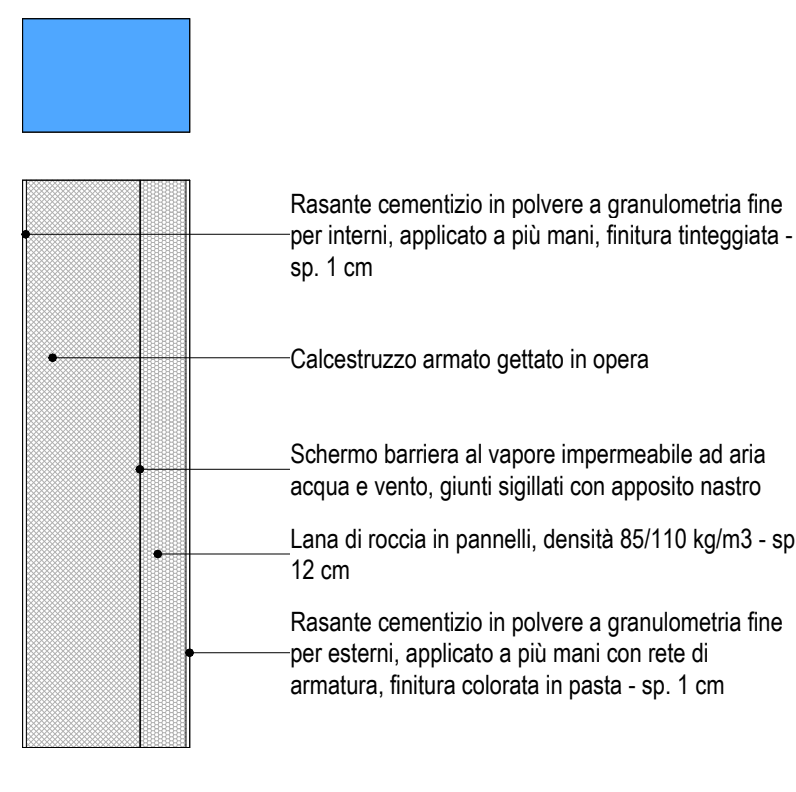 Rasante cementizio in polvere a granulometria fine
per interni, applicato a più mani, finitura tinteggiata -
sp. 1 cm
Calcestruzzo armato gettato in opera
Schermo barriera al vapore impermeabile ad aria
acqua e vento, giunti sigillati con apposito nastro
Lana di roccia in pannelli, densità 85/110 kg/m3 - sp
12 cm
Rasante cementizio in polvere a granulometria fine
per esterni, applicato a più mani con rete di
armatura, finitura colorata in pasta - sp. 1 cm